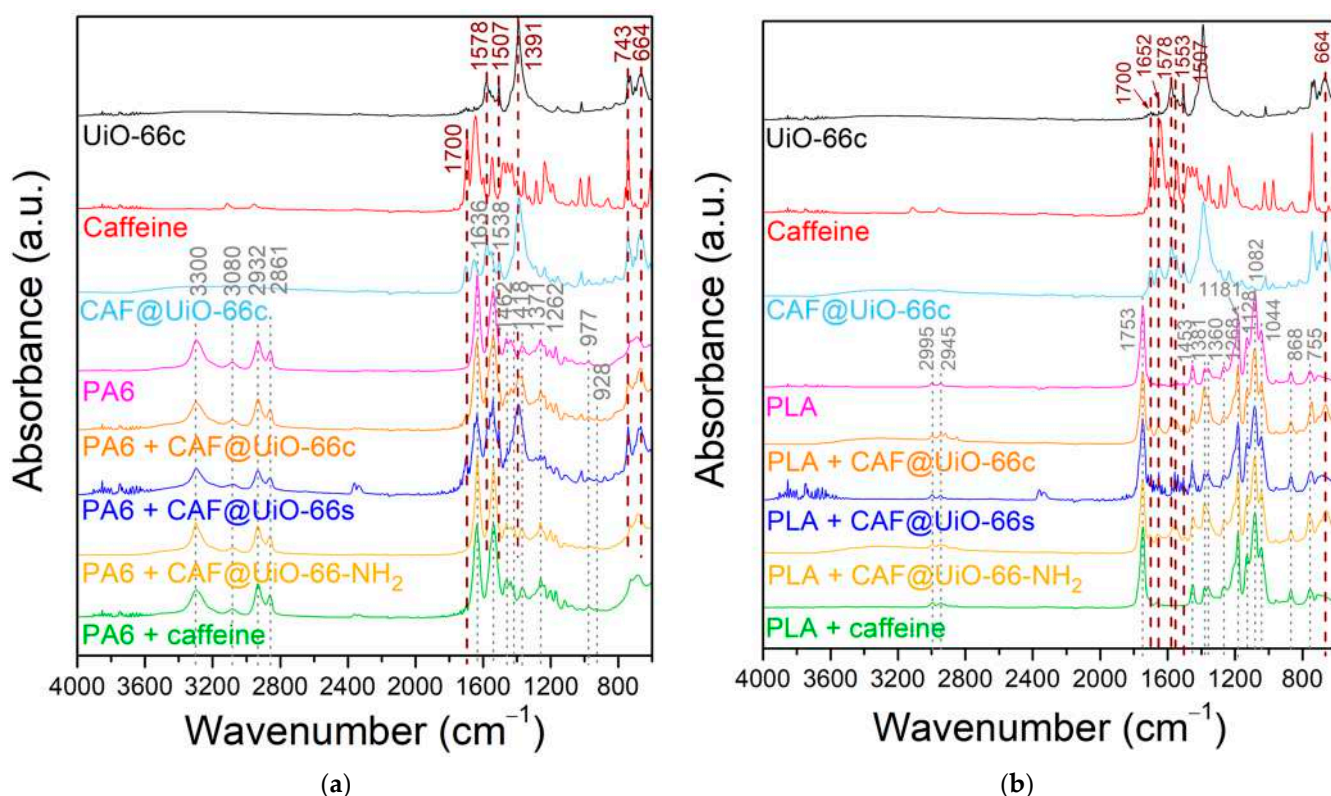 1578
1507
1391
743
664
UiO-66c
1700
Caffeine
3300
3080
2932
2861
1636
1538
CAF@UiO-66c
1462
1418
1371
1262
977
928
PA6
PA6 + CAF@UiO-66c
PA6 + CAF@UiO-66s
PA6 + CAF@UiO-66-NH2
PA6 + caffeine
Absorbance (a.u.)
4000 3600 3200 2800 2400 2000 1600 1200 800
Wavenumber (cm−1)
(a)
1700
1652
1578
1553
1507
664
UiO-66c
Caffeine
CAF@UiO-66c
2995
2945
1753
1453
1381
1360
1268
1181
1128
1082
1044
868
755
PLA
PLA + CAF@UiO-66c
PLA + CAF@UiO-66s
PLA + CAF@UiO-66-NH2
PLA + caffeine
Absorbance (a.u.)
4000 3600 3200 2800 2400 2000 1600 1200 800
Wavenumber (cm−1)
(b)